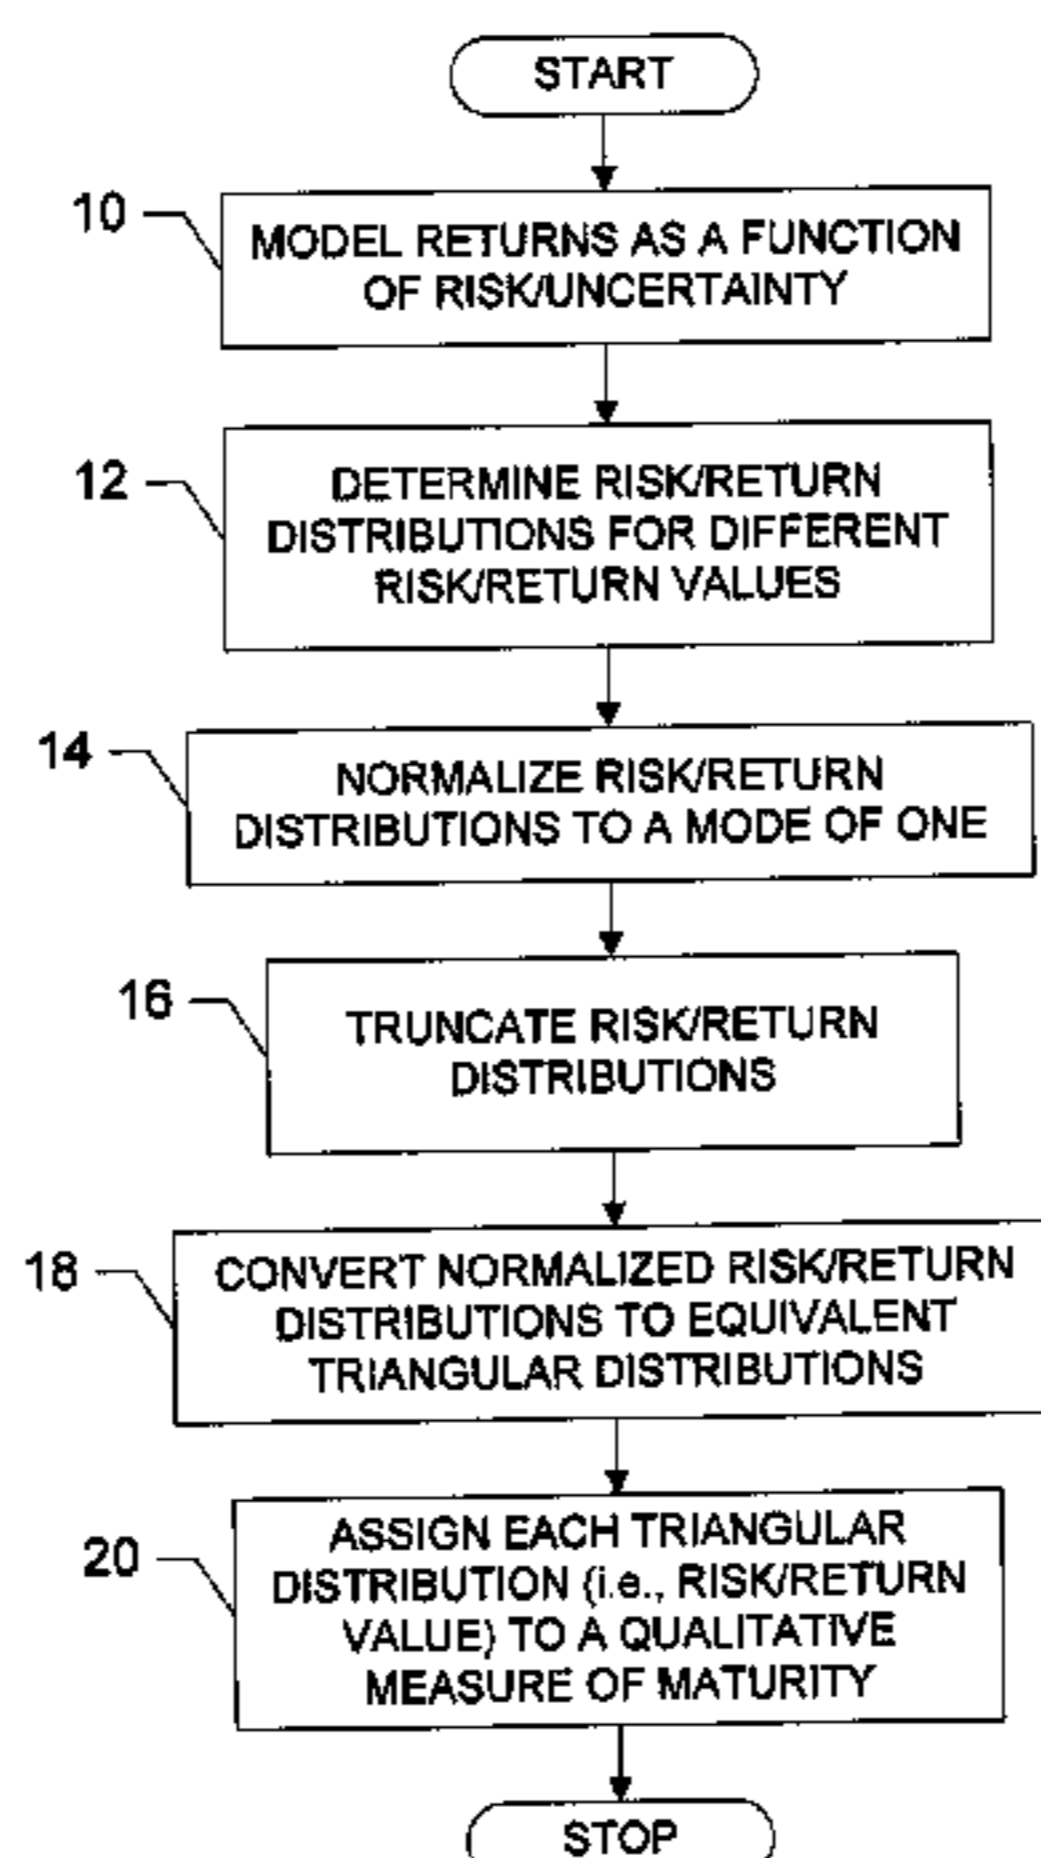 START
10
MODEL RETURNS AS A FUNCTION
OF RISK/UNCERTAINTY
12
DETERMINE RISK/RETURN
DISTRIBUTIONS FOR DIFFERENT
RISK/RETURN VALUES
14
NORMALIZE RISK/RETURN
DISTRIBUTIONS TO A MODE OF ONE
16
TRUNCATE RISK/RETURN
DISTRIBUTIONS
18
CONVERT NORMALIZED RISK/RETURN
DISTRIBUTIONS TO EQUIVALENT
TRIANGULAR DISTRIBUTIONS
20
ASSIGN EACH TRIANGULAR
DISTRIBUTION (i.e., RISK/RETURN
VALUE) TO A QUALITATIVE
MEASURE OF MATURITY
STOP